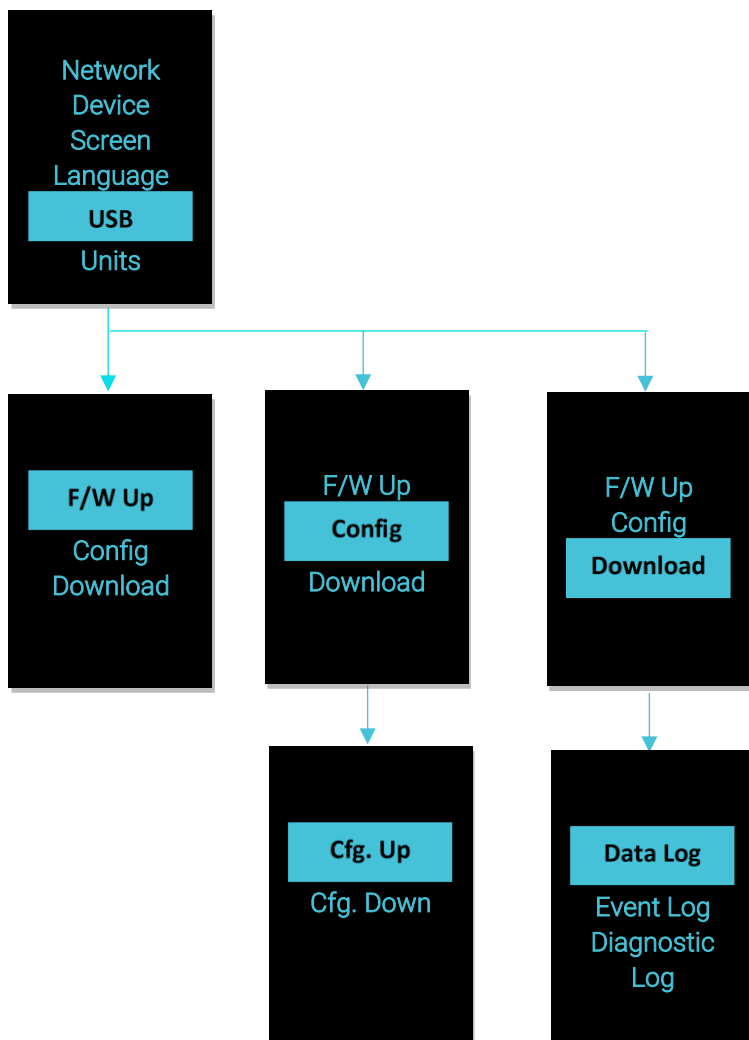 Network
Device
Screen
Language
USB
Units
F/W Up
Config
Download
F/W Up
Config
Download
F/W Up
Config
Download
Cfg. Up
Cfg. Down
Data Log
Event Log
Diagnostic
Log